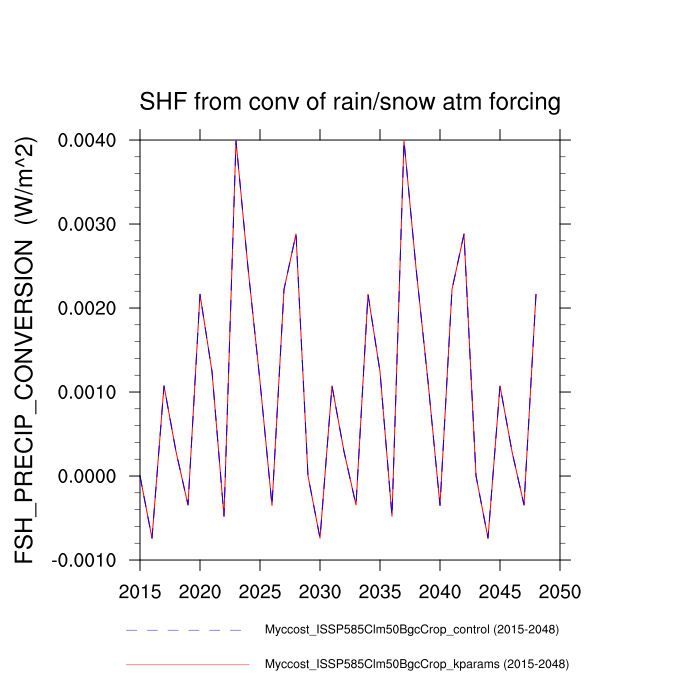 SHF from conv of rain/snow atm forcing
FSH_PRECIP_CONVERSION (W/m^2)
0.0040
0.0030
0.0020
0.0010
0.0000
-0.0010
2015 2020 2025 2030 2035 2040 2045 2050
Myccost_ISSP585Clm50BgcCrop_control (2015-2048)
Myccost_ISSP585Clm50BgcCrop_kparams (2015-2048)